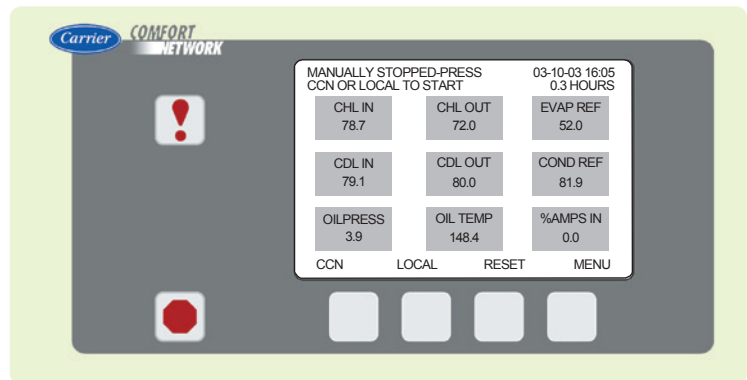 Carrier
COMFORT
NETWORK
MANUALLY STOPPED-PRESS 03-10-03 16:05
CCN OR LOCAL TO START 0.3 HOURS
CHL IN CHL OUT EVAP REF
78.7 72.0 52.0
CDL IN CDL OUT COND REF
79.1 80.0 81.9
OILPRESS OIL TEMP %AMPS IN
3.9 148.4 0.0
CCN LOCAL RESET MENU